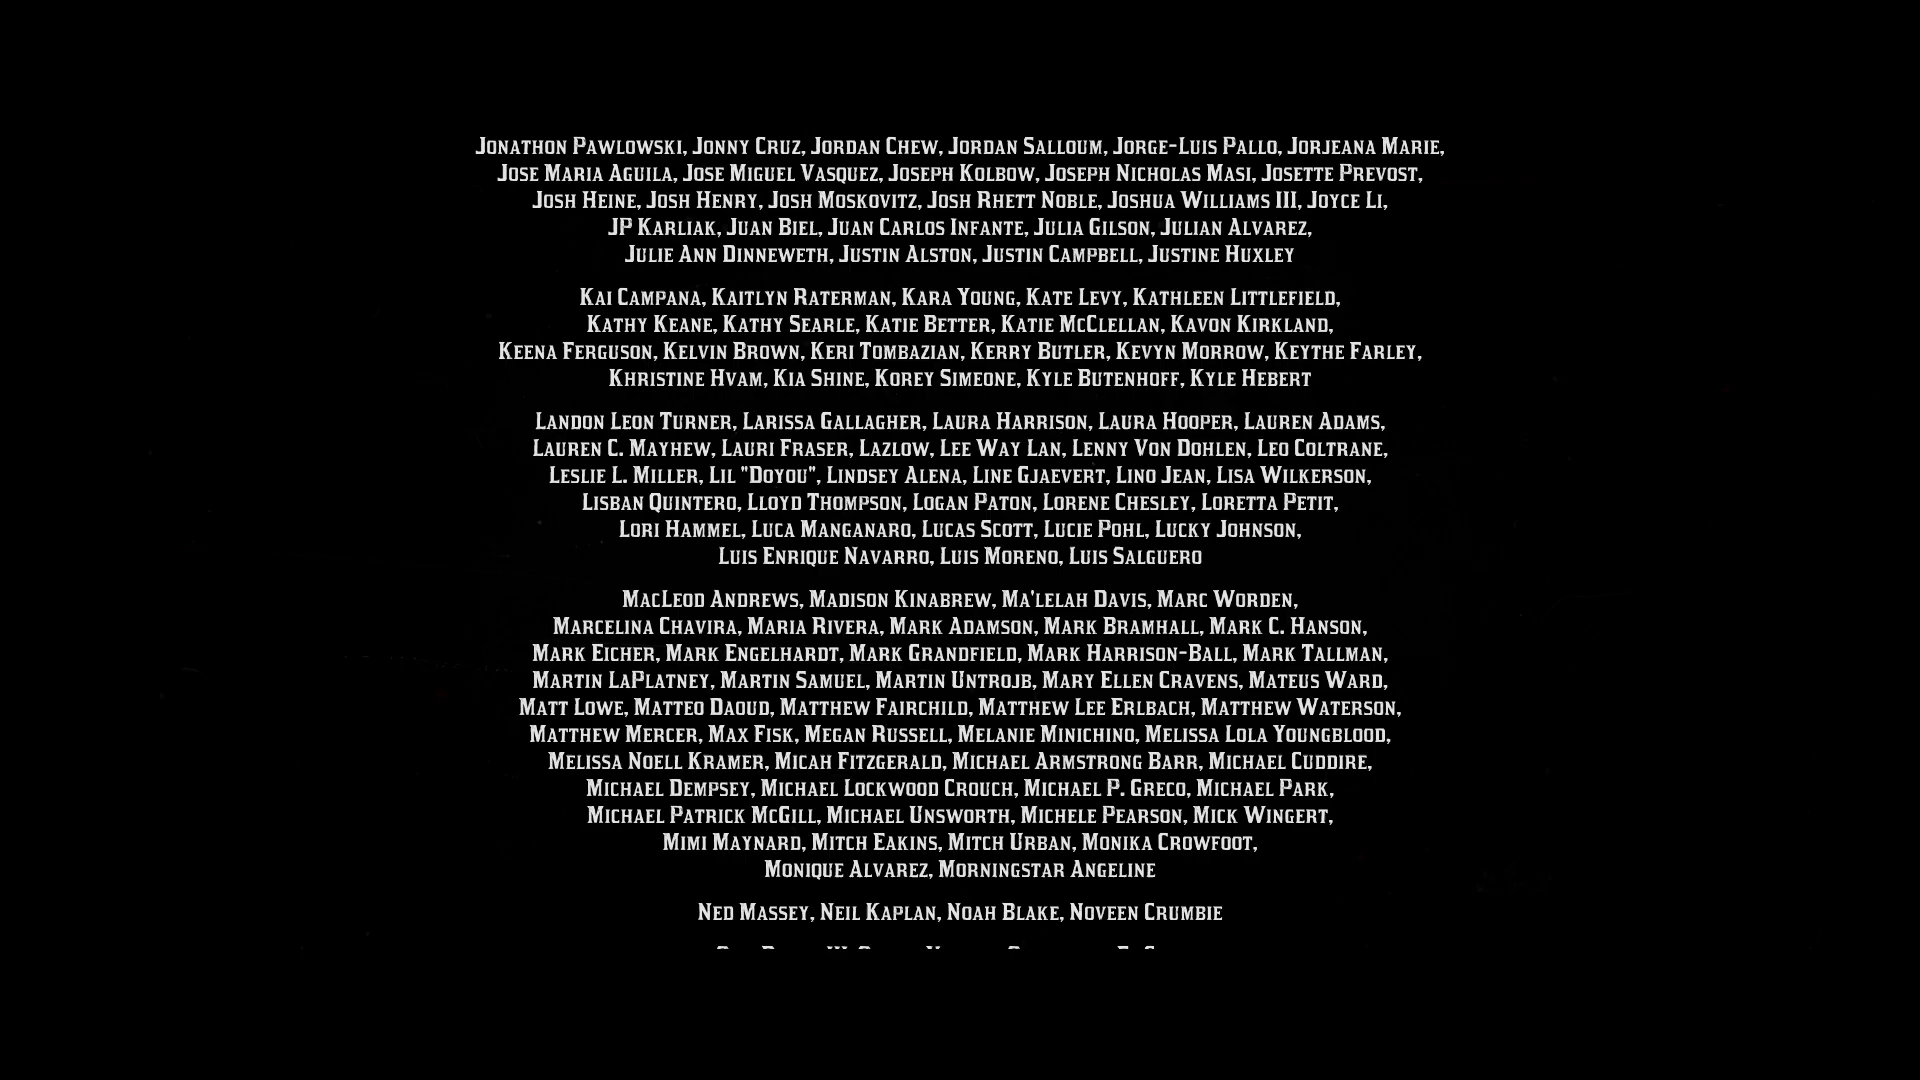 Jonathon Pawlowski, Jonny Cruz, Jordan Chew, Jordan Salloum, Jorge-Luis Pallo, Jorjeana Marie,
Jose Maria Aguila, Jose Miguel Vasquez, Joseph Kolbow, Joseph Nicholas Masi, Josette Prevost,
Josh Heine, Josh Henry, Josh Moskovitz, Josh Rhett Noble, Joshua Williams III, Joyce Li,
JP Karliak, Juan Biel, Juan Carlos Infante, Julia Gilson, Julian Alvarez,
Julie Ann Dinneweth, Justin Alston, Justin Campbell, Justine Huxley
Kai Campana, Kaitlyn Raterman, Kara Young, Kate Levy, Kathleen Littlefield,
Kathy Keane, Kathy Searle, Katie Better, Katie McClellan, Kavon Kirkland,
Keena Ferguson, Kelvin Brown, Keri Tombazian, Kerry Butler, Kevyn Morrow, Keythe Farley,
Khristine Hvam, Kia Shine, Korey Simeone, Kyle Butenhoff, Kyle Hebert
Landon Leon Turner, Larissa Gallagher, Laura Harrison, Laura Hooper, Lauren Adams,
Lauren C. Mayhew, Lauri Fraser, Lazlow, Lee Way Lan, Lenny Von Dohlen, Leo Coltrane,
Leslie L. Miller, Lil "Doyou", Lindsey Alena, Line Gjaevert, Lino Jean, Lisa Wilkerson,
Lisban Quintero, Lloyd Thompson, Logan Paton, Lorene Chesley, Loretta Petit,
Lori Hammel, Luca Manganaro, Lucas Scott, Lucie Pohl, Lucky Johnson,
Luis Enrique Navarro, Luis Moreno, Luis Salguero
MacLeod Andrews, Madison Kinabrew, Ma'lelah Davis, Marc Worden,
Marcelina Chavira, Maria Rivera, Mark Adamson, Mark Bramhall, Mark C. Hanson,
Mark Eicher, Mark Engelhardt, Mark Grandfield, Mark Harrison-Ball, Mark Tallman,
Martin LaPlatney, Martin Samuel, Martin Untrojb, Mary Ellen Cravens, Mateus Ward,
Matt Lowe, Matteo Daoud, Matthew Fairchild, Matthew Lee Erlbach, Matthew Waterson,
Matthew Mercer, Max Fisk, Megan Russell, Melanie Minichino, Melissa Lola Youngblood,
Melissa Noell Kramer, Micah Fitzgerald, Michael Armstrong Barr, Michael Cuddire,
Michael Dempsey, Michael Lockwood Crouch, Michael P. Greco, Michael Park,
Michael Patrick McGill, Michael Unsworth, Michele Pearson, Mick Wingert,
Mimi Maynard, Mitch Eakins, Mitch Urban, Monika Crowfoot,
Monique Alvarez, Morningstar Angeline
Ned Massey, Neil Kaplan, Noah Blake, Noveen Crumbie